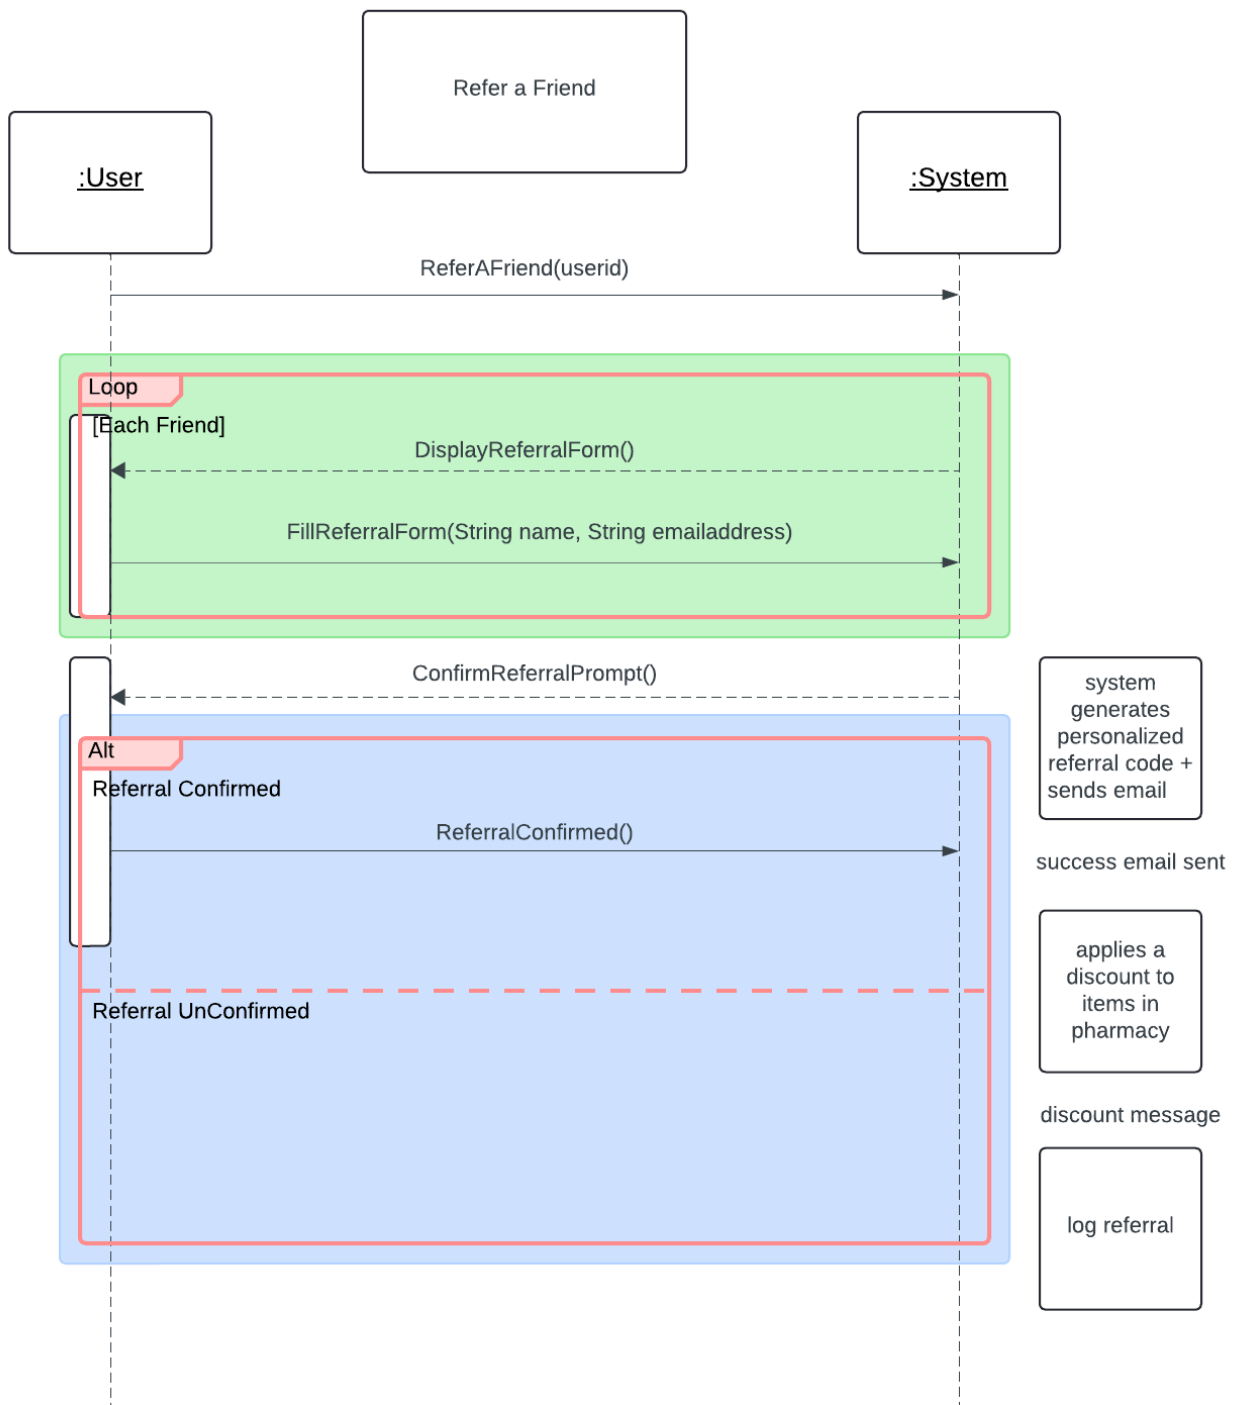 Refer a Friend
:User
:System
ReferAFriend(userid)
Loop
[Each Friend]
DisplayReferralForm()
FillReferralForm(String name, String emailaddress)
ConfirmReferralPrompt()
system
generates
personalized
referral code +
sends email
Alt
Referral Confirmed
ReferralConfirmed()
success email sent
applies a
discount to
items in
pharmacy
Referral UnConfirmed
discount message
log referral